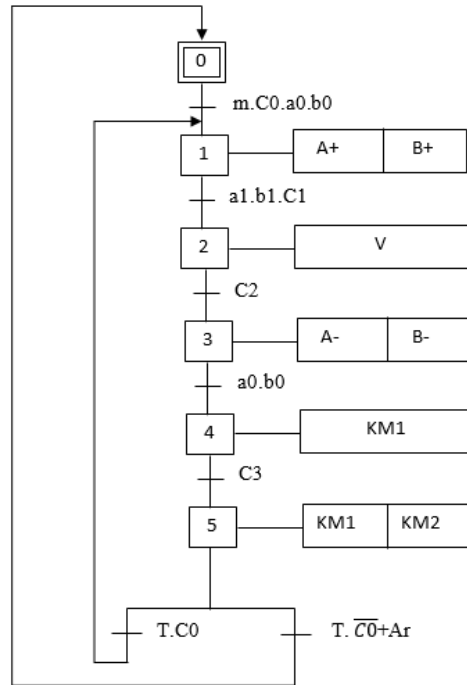 0
m.C0.a0.b0
1 A+ B+
a1.b1.C1
2 V
C2
3 A- B-
a0.b0
4 KM1
C3
5 KM1 KM2
T.C0 T. C̅0̅+Ar